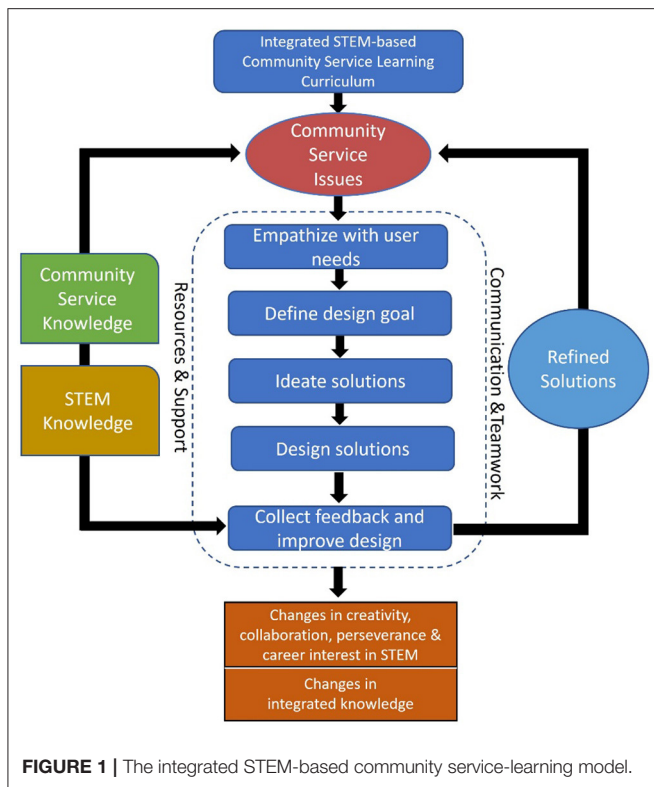 Integrated STEM-based
Community Service Learning
Curriculum
Community
Service
Issues
Empathize with user
needs
Define design goal
Ideate solutions
Design solutions
Collect feedback and
improve design
Resources & Support
Communication &Teamwork
Community
Service
Knowledge
STEM
Knowledge
Refined
Solutions
Changes in creativity,
collaboration, perseverance &
career interest in STEM
Changes in
integrated knowledge
FIGURE 1 | The integrated STEM-based community service-learning model.